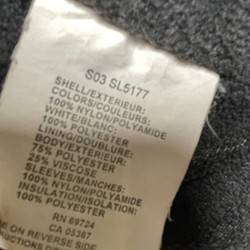 S03 SL5177
SHELL/EXTERIEUR:
COLORS/COULEURS:
100% NYLON/POLYAMIDE
WHITE/BLANC:
100% POLYESTER
LINING/DOUBLURE:
BODY/EXTERIEUR:
75% POLYESTER
25% VISCOSE
SLEEVES/MANCHES:
100% NYLON/POLYAMIDE
INSULATION/ISOLATION:
100% POLYESTER
RN 69724
CA 05367
ON REVERSE SIDE